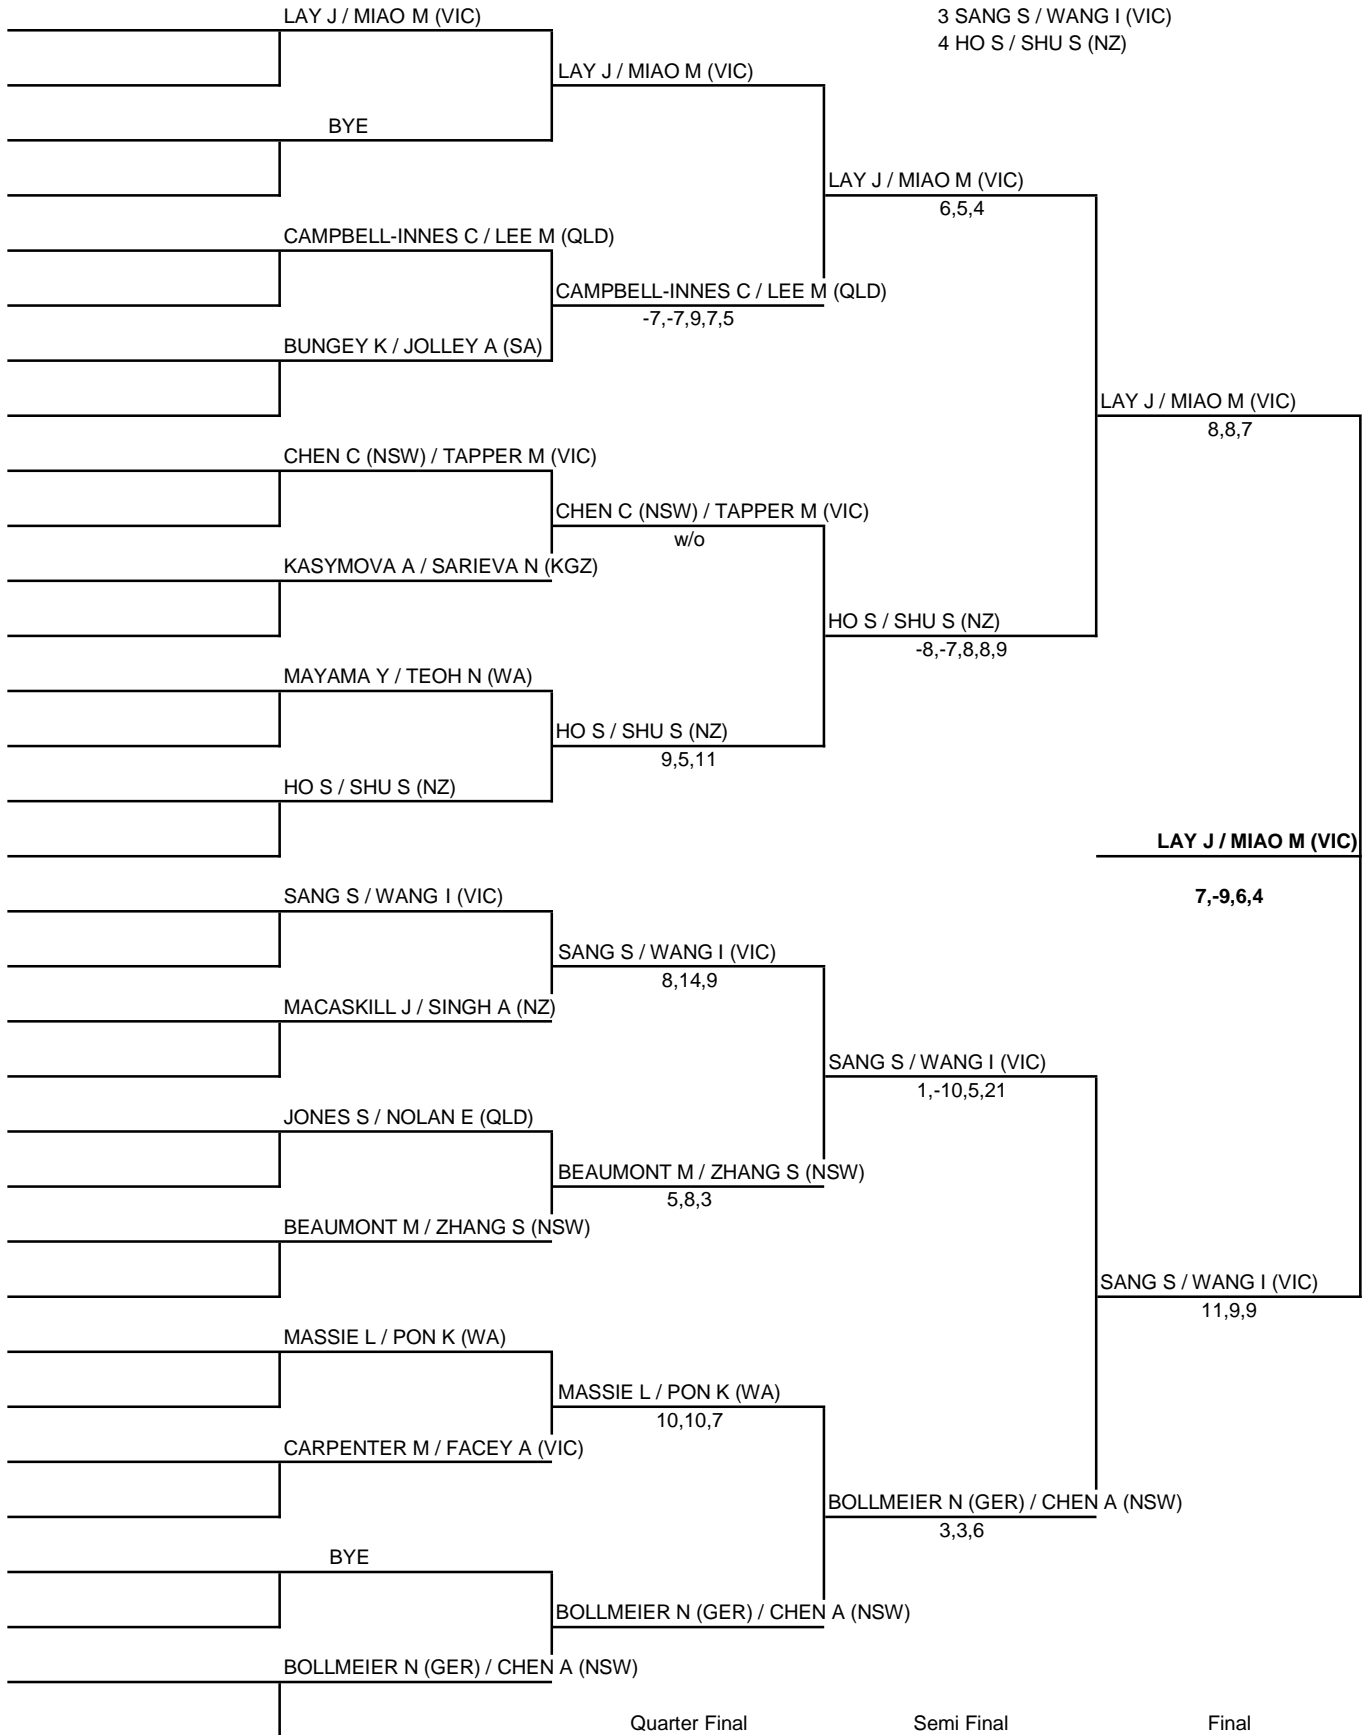 LAY J / MIAO M (VIC)
3 SANG S / WANG I (VIC)
4 HO S / SHU S (NZ)
LAY J / MIAO M (VIC)
BYE
LAY J / MIAO M (VIC)
6,5,4
CAMPBELL-INNES C / LEE M (QLD)
CAMPBELL-INNES C / LEE M (QLD)
-7,-7,9,7,5
BUNGEY K / JOLLEY A (SA)
LAY J / MIAO M (VIC)
8,8,7
CHEN C (NSW) / TAPPER M (VIC)
CHEN C (NSW) / TAPPER M (VIC)
w/o
KASYMOVA A / SARIEVA N (KGZ)
HO S / SHU S (NZ)
-8,-7,8,8,9
MAYAMA Y / TEOH N (WA)
HO S / SHU S (NZ)
9,5,11
HO S / SHU S (NZ)
LAY J / MIAO M (VIC)
7,-9,6,4
SANG S / WANG I (VIC)
SANG S / WANG I (VIC)
8,14,9
MACASKILL J / SINGH A (NZ)
SANG S / WANG I (VIC)
1,-10,5,21
JONES S / NOLAN E (QLD)
BEAUMONT M / ZHANG S (NSW)
5,8,3
BEAUMONT M / ZHANG S (NSW)
SANG S / WANG I (VIC)
11,9,9
MASSIE L / PON K (WA)
MASSIE L / PON K (WA)
10,10,7
CARPENTER M / FACEY A (VIC)
BOLLMEIER N (GER) / CHEN A (NSW)
3,3,6
BYE
BOLLMEIER N (GER) / CHEN A (NSW)
BOLLMEIER N (GER) / CHEN A (NSW)
Quarter Final
Semi Final
Final